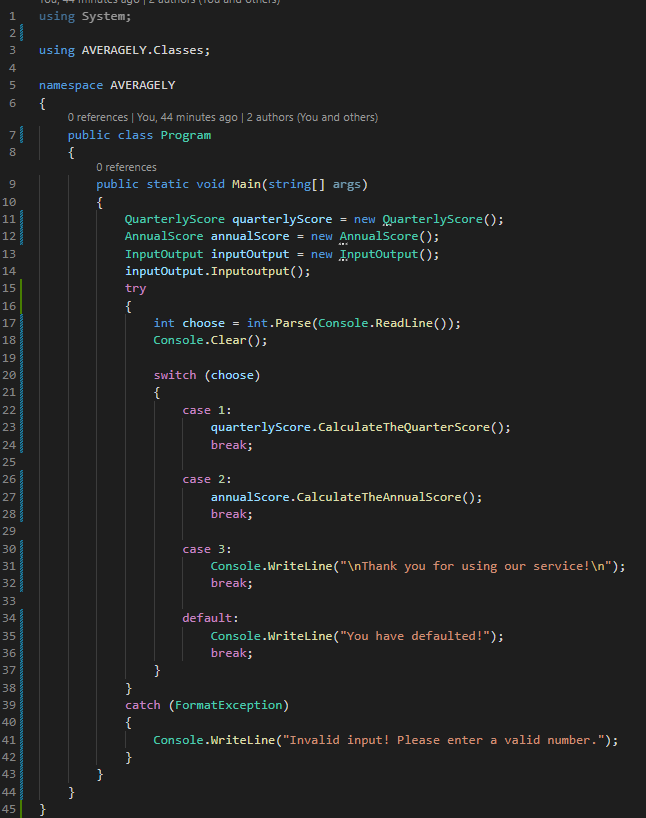 You, 44 minutes ago | 2 authors (You and others)
1 using System;
2
3 using AVERAGELY.Classes;
4
5 namespace AVERAGELY
6 {
0 references | You, 44 minutes ago | 2 authors (You and others)
7 public class Program
8 {
0 references
9 public static void Main(string[] args)
10 {
11 QuarterlyScore quarterlyScore = new QuarterlyScore();
12 AnnualScore annualScore = new AnnualScore();
13 InputOutput inputOutput = new InputOutput();
14 inputOutput.Inputoutput();
15 try
16 {
17 int choose = int.Parse(Console.ReadLine());
18 Console.Clear();
19
20 switch (choose)
21 {
22 case 1:
23 quarterlyScore.CalculateTheQuarterScore();
24 break;
25
26 case 2:
27 annualScore.CalculateTheAnnualScore();
28 break;
29
30 case 3:
31 Console.WriteLine("\nThank you for using our service!\n");
32 break;
33
34 default:
35 Console.WriteLine("You have defaulted!");
36 break;
37 }
38 }
39 catch (FormatException)
40 {
41 Console.WriteLine("Invalid input! Please enter a valid number.");
42 }
43 }
44 }
45 }